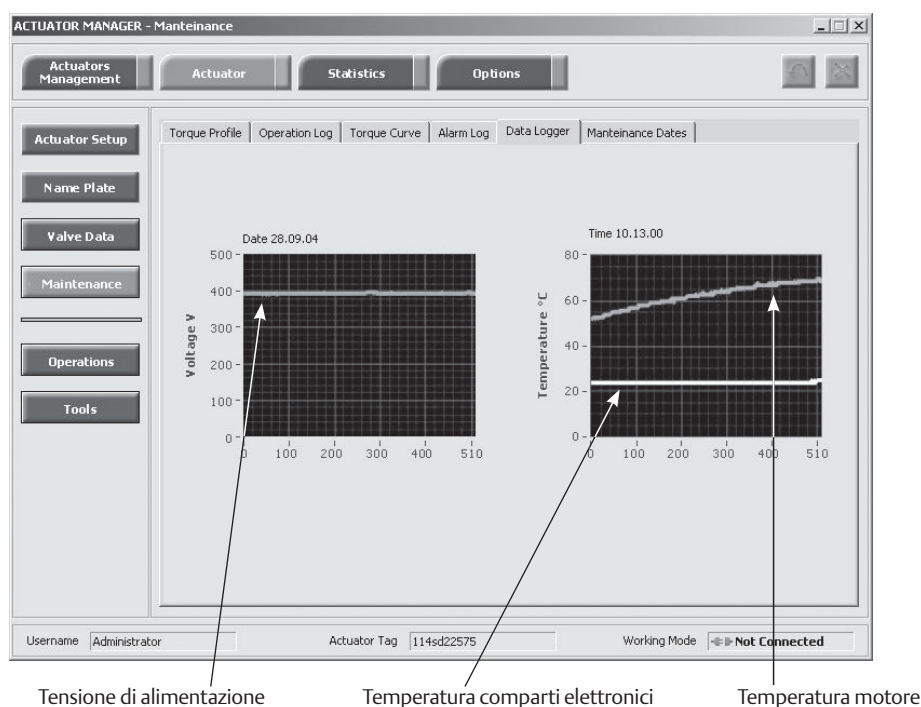 ACTUATOR MANAGER - Manteinance
Actuators Management
Actuator
Statistics
Options
Actuator Setup
Name Plate
Valve Data
Maintenance
Operations
Tools
Torque Profile
Operation Log
Torque Curve
Alarm Log
Data Logger
Manteinance Dates
Date 28.09.04
Voltage V
500
400
300
200
100
0
0 100 200 300 400 510
Time 10.13.00
Temperature °C
80
60
40
20
0
0 100 200 300 400 510
Username Administrator
Actuator Tag 114sd22575
Working Mode Not Connected
Tensione di alimentazione
Temperatura comparti elettronici
Temperatura motore